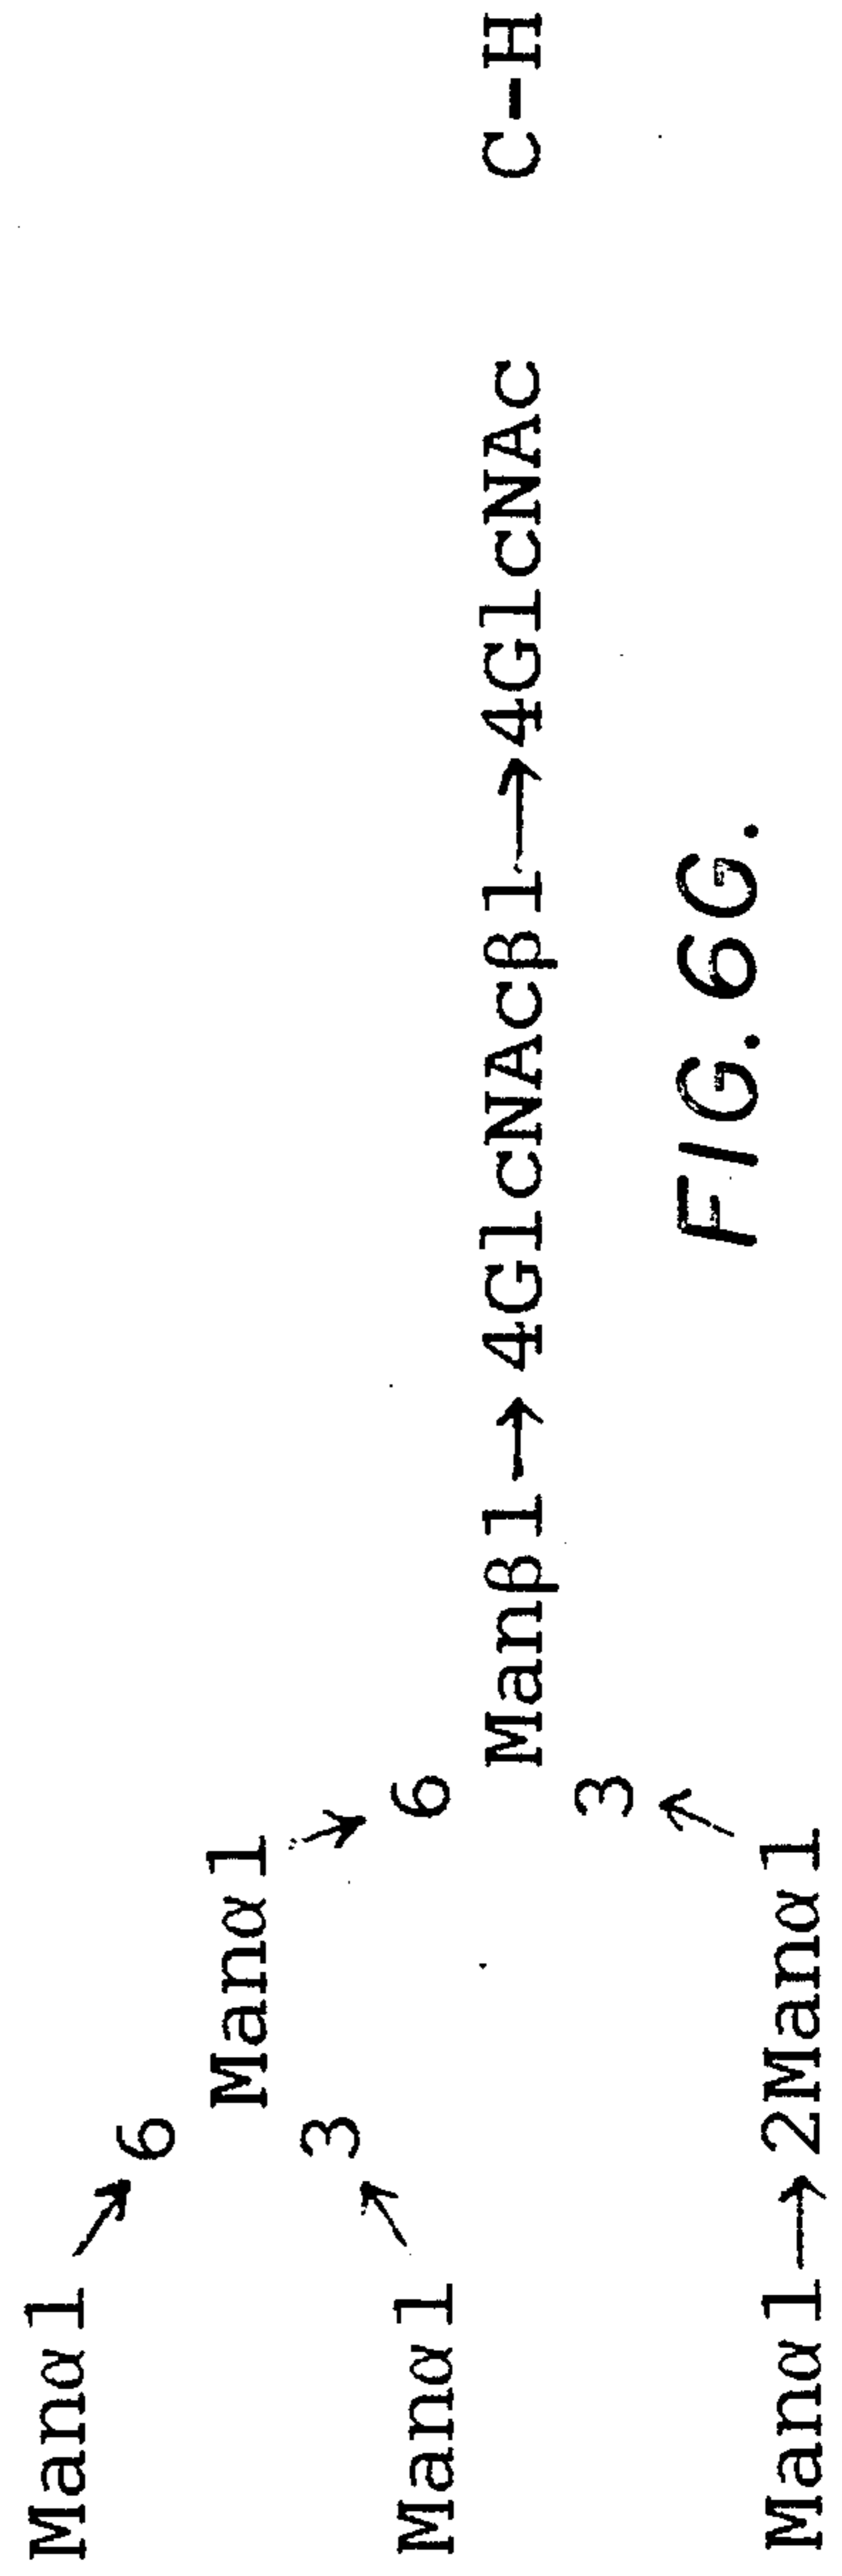 Manα1
6
Manα1
3
6
Manα1
Manβ1→4GlcNAcβ1→4GlcNAc C-H
3
Manα1→2Manα1
FIG. 6G.